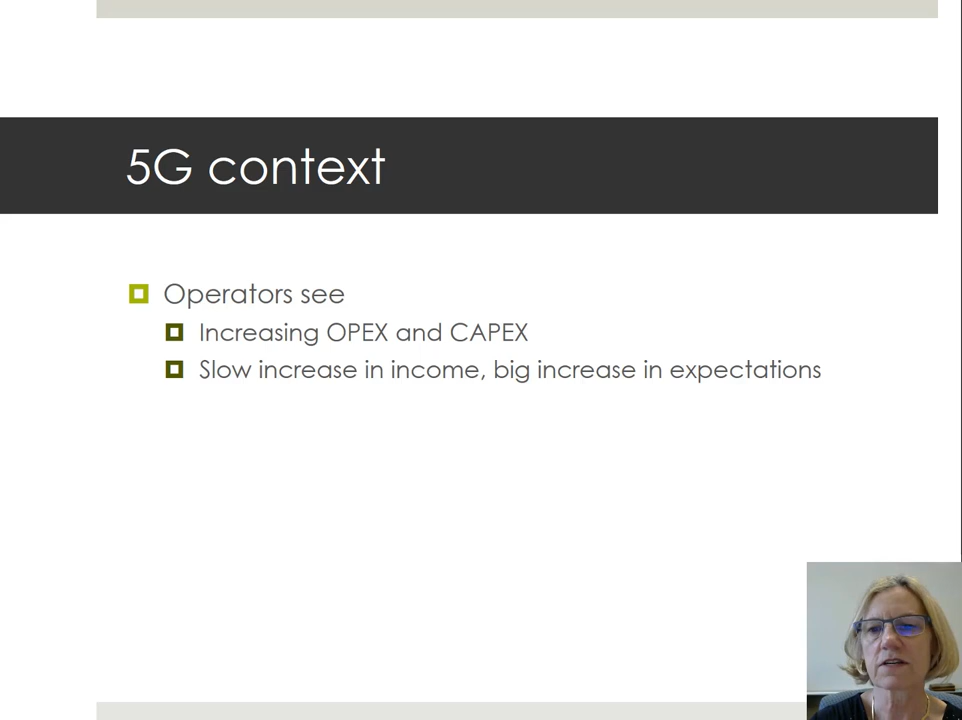 5G context
Operators see
Increasing OPEX and CAPEX
Slow increase in income, big increase in expectations